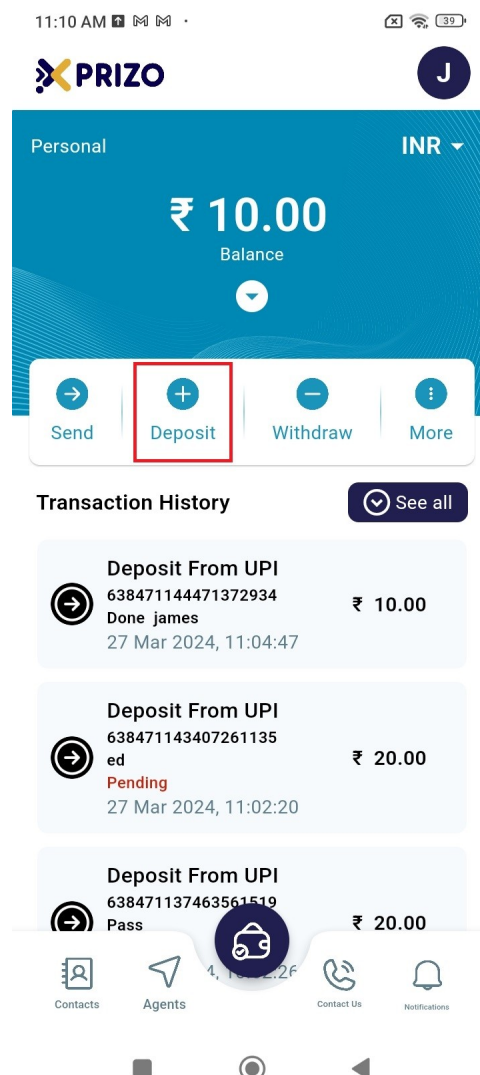 11:10 AM
39
PRIZO
J
Personal
INR
₹ 10.00
Balance
Send
Deposit
Withdraw
More
Transaction History
See all
Deposit From UPI
638471144471372934
Done james
₹ 10.00
27 Mar 2024, 11:04:47
Deposit From UPI
638471143407261135
ed
₹ 20.00
Pending
27 Mar 2024, 11:02:20
Deposit From UPI
638471137463561519
Pass
₹ 20.00
Contacts
Agents
Contact Us
Notifications